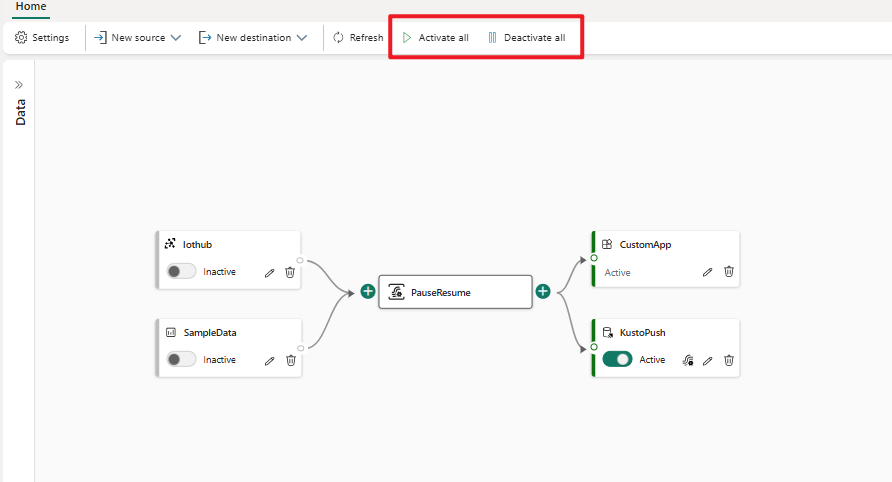 Home
Settings
New source
New destination
Refresh
Activate all
Deactivate all
Data
Iothub
Inactive
SampleData
Inactive
PauseResume
CustomApp
Active
KustoPush
Active